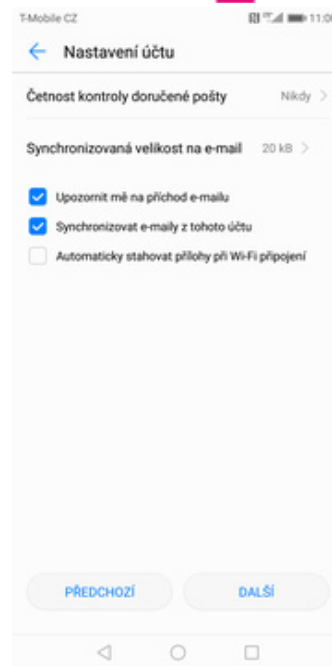 T-Mobile CZ 11:0
Nastavení účtu
Četnost kontroly doručené pošty Nikdy
Synchronizovaná velikost na e-mail 20 kB
Upozornit mě na příchod e-mailu
Synchronizovat e-maily z tohoto účtu
Automaticky stahovat přílohy při Wi-Fi připojení
PŘEDCHOZÍ DALŠÍ